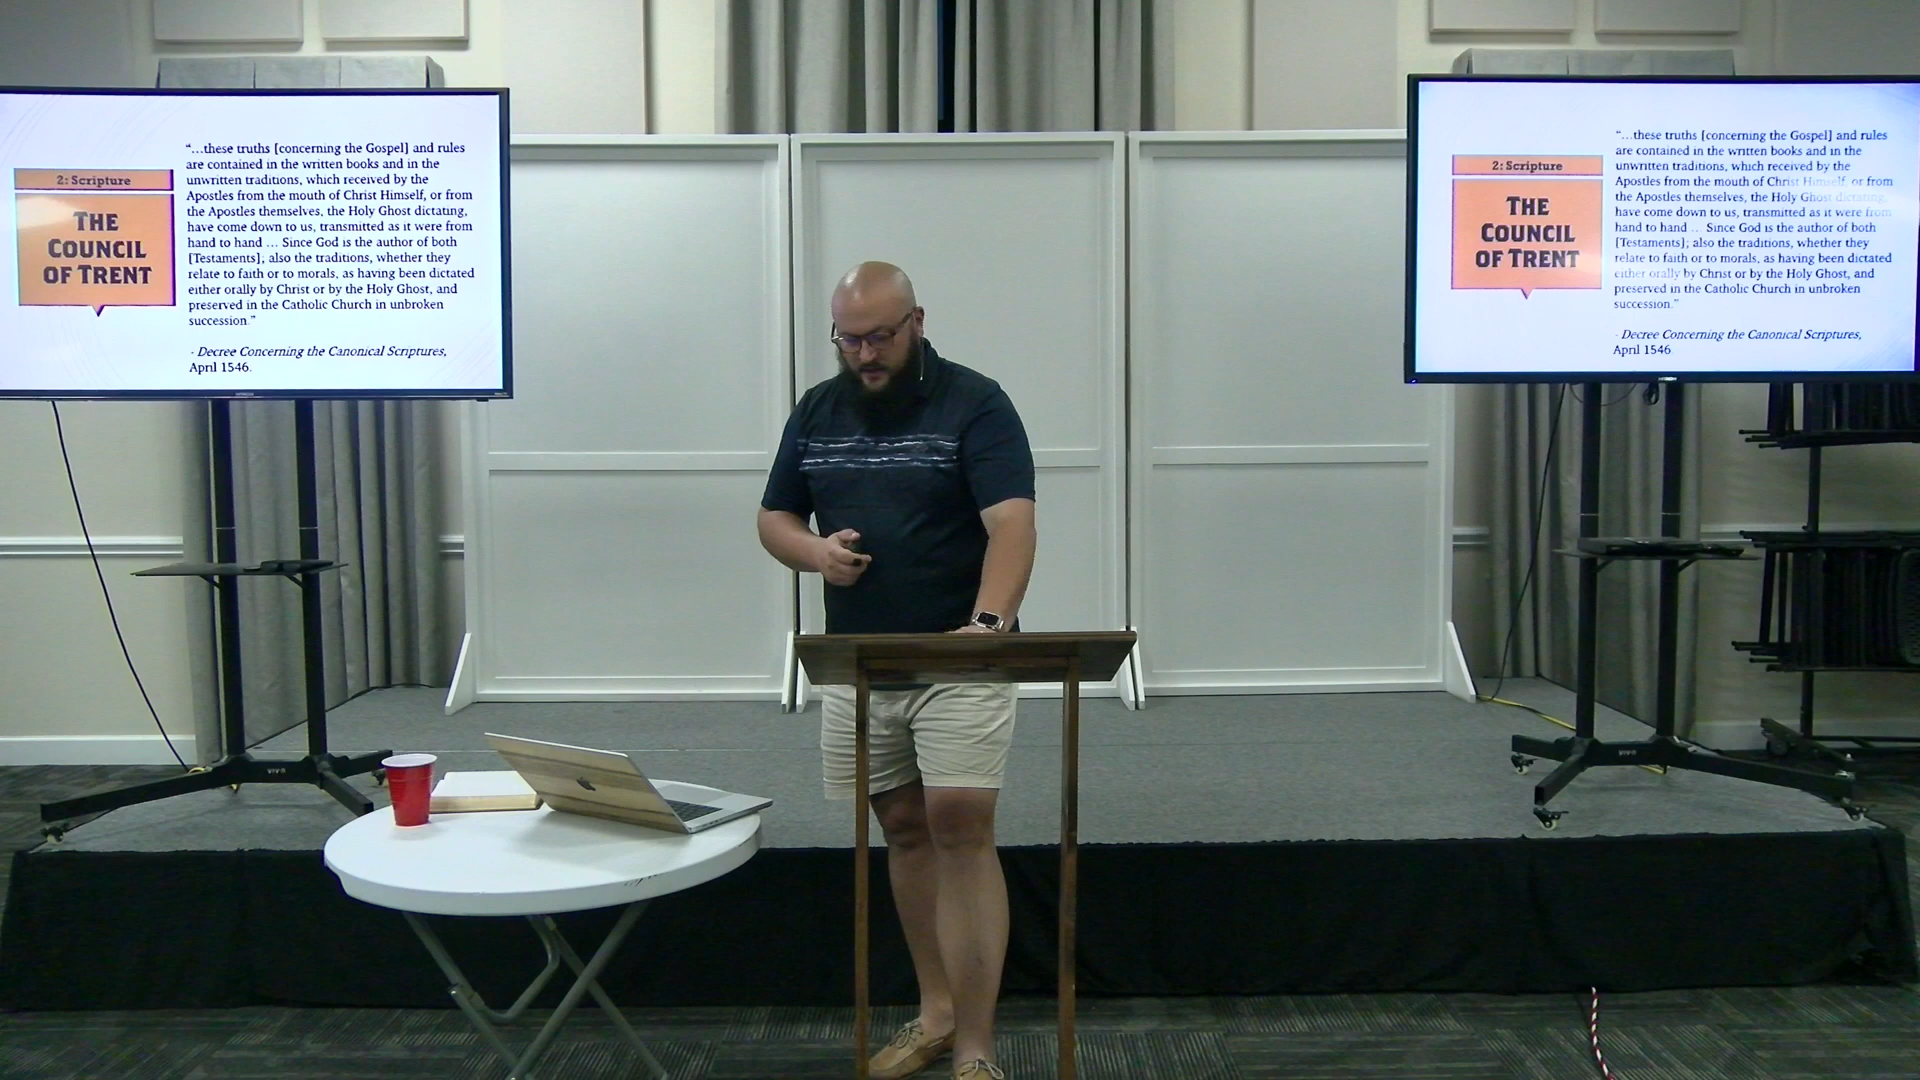 2: Scripture
THE
COUNCIL
OF TRENT
“...these truths [concerning the Gospel] and rules
are contained in the written books and in the
unwritten traditions, which received by the
Apostles from the mouth of Christ Himself, or from
the Apostles themselves, the Holy Ghost dictating,
have come down to us, transmitted as it were from
hand to hand ... Since God is the author of both
[Testaments]; also the traditions, whether they
relate to faith or to morals, as having been dictated
either orally by Christ or by the Holy Ghost, and
preserved in the Catholic Church in unbroken
succession.”
- Decree Concerning the Canonical Scriptures,
April 1546.
2: Scripture
THE
COUNCIL
OF TRENT
“...these truths [concerning the Gospel] and rules
are contained in the written books and in the
unwritten traditions, which received by the
Apostles from the mouth of Christ Himself, or from
the Apostles themselves, the Holy Ghost dictating,
have come down to us, transmitted as it were from
hand to hand ... Since God is the author of both
[Testaments]; also the traditions, whether they
relate to faith or to morals, as having been dictated
either orally by Christ or by the Holy Ghost, and
preserved in the Catholic Church in unbroken
succession.”
- Decree Concerning the Canonical Scriptures,
April 1546.
VIVO
VIVO